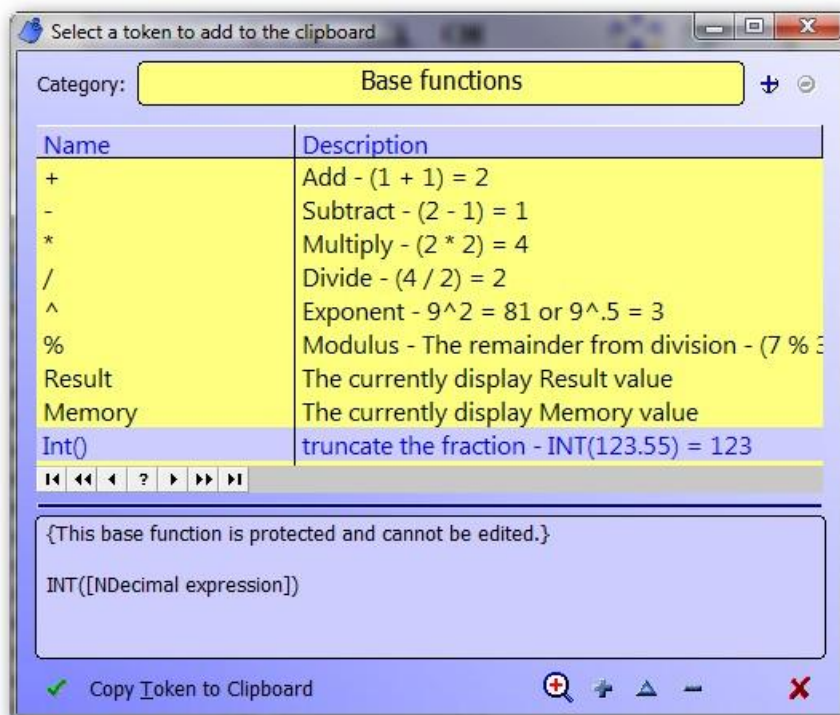 Select a token to add to the clipboard
Category: Base functions
Name Description
+ Add - (1 + 1) = 2
- Subtract - (2 - 1) = 1
* Multiply - (2 * 2) = 4
/ Divide - (4 / 2) = 2
^ Exponent - 9^2 = 81 or 9^.5 = 3
% Modulus - The remainder from division - (7 % 3
Result The currently display Result value
Memory The currently display Memory value
Int() truncate the fraction - INT(123.55) = 123
?
{This base function is protected and cannot be edited.}
INT([NDecimal expression])
Copy Token to Clipboard